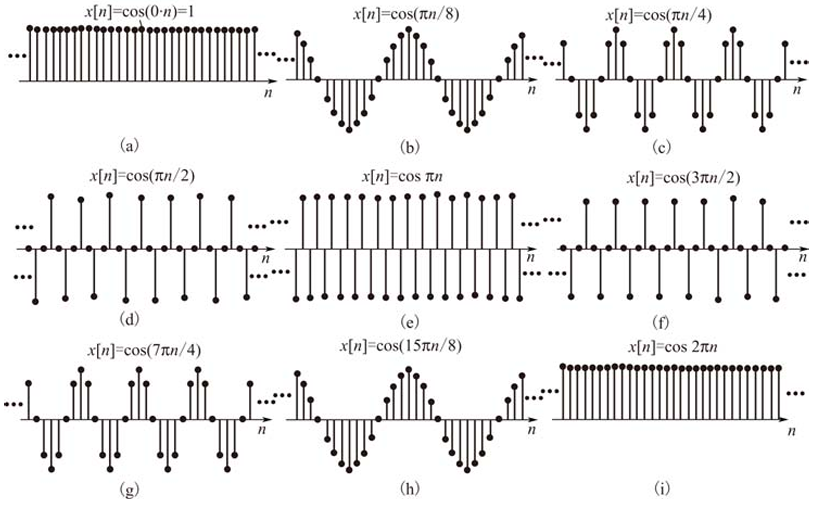 x[n]=cos(0·n)=1
x[n]=cos(πn/8)
x[n]=cos(πn/4)
n
n
n
(a)
(b)
(c)
x[n]=cos(πn/2)
x[n]=cos πn
x[n]=cos(3πn/2)
n
n
n
(d)
(e)
(f)
x[n]=cos(7πn/4)
x[n]=cos(15πn/8)
x[n]=cos 2πn
n
n
n
(g)
(h)
(i)